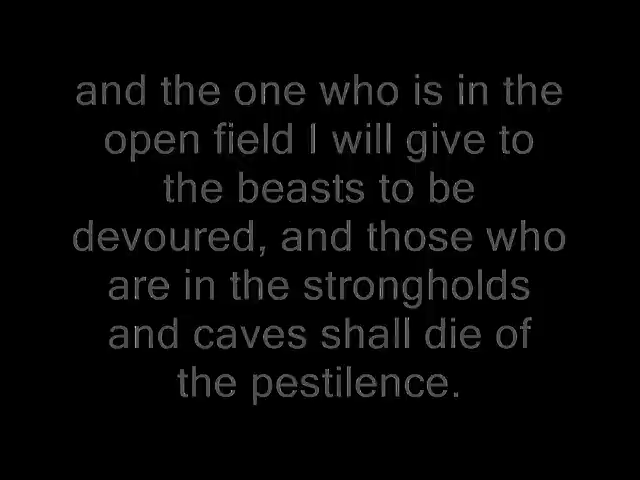 and the one who is in the
open field I will give to
the beasts to be
devoured, and those who
are in the strongholds
and caves shall die of
the pestilence.